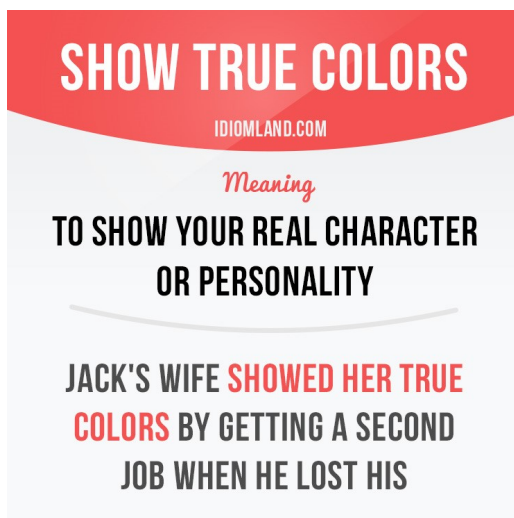 SHOW TRUE COLORS
IDIOMLAND.COM
Meaning
TO SHOW YOUR REAL CHARACTER
OR PERSONALITY
JACK'S WIFE SHOWED HER TRUE
COLORS BY GETTING A SECOND
JOB WHEN HE LOST HIS